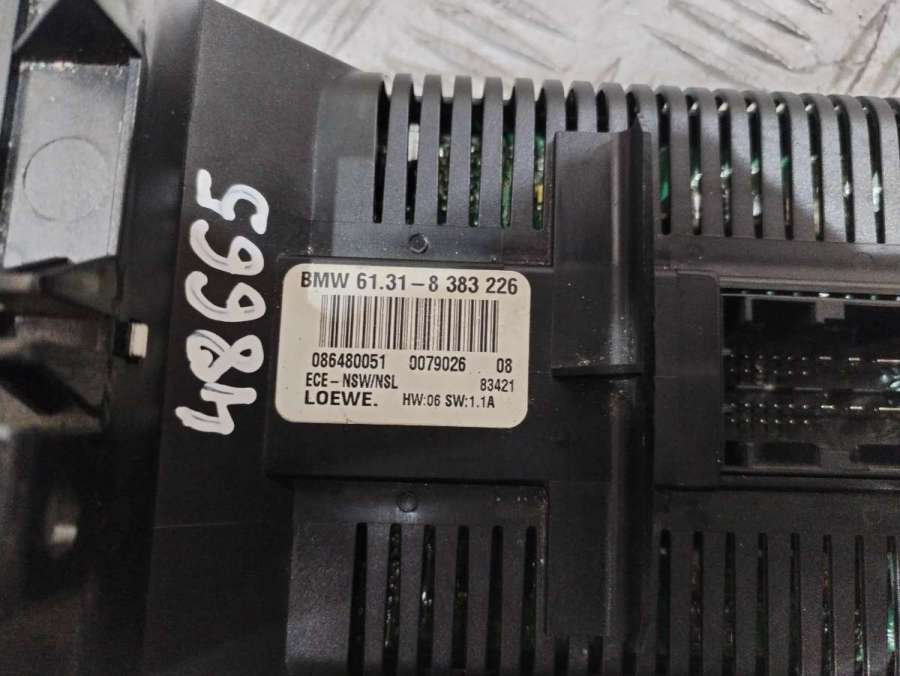 48665
BMW 61.31-8 383 226
086480051 0079026 08
ECE-NSW/NSL 83421
LOEWE. HW:06 SW:1.1A